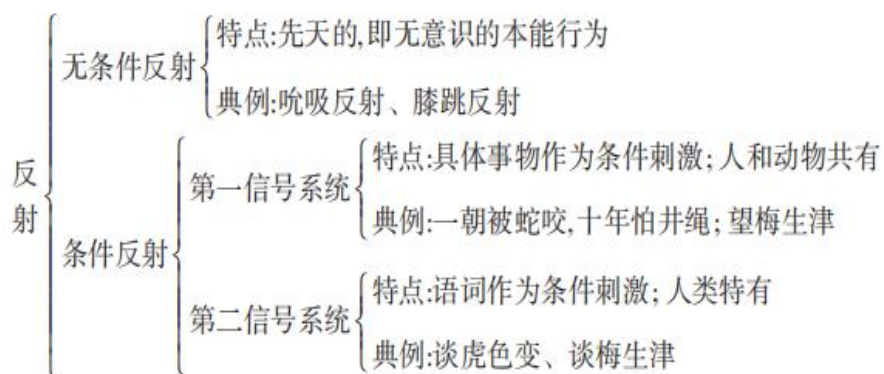 反射
无条件反射
特点:先天的,即无意识的本能行为
典例:吮吸反射、膝跳反射
条件反射
第一信号系统
特点:具体事物作为条件刺激;人和动物共有
典例:一朝被蛇咬,十年怕井绳;望梅生津
第二信号系统
特点:语词作为条件刺激;人类特有
典例:谈虎色变、谈梅生津